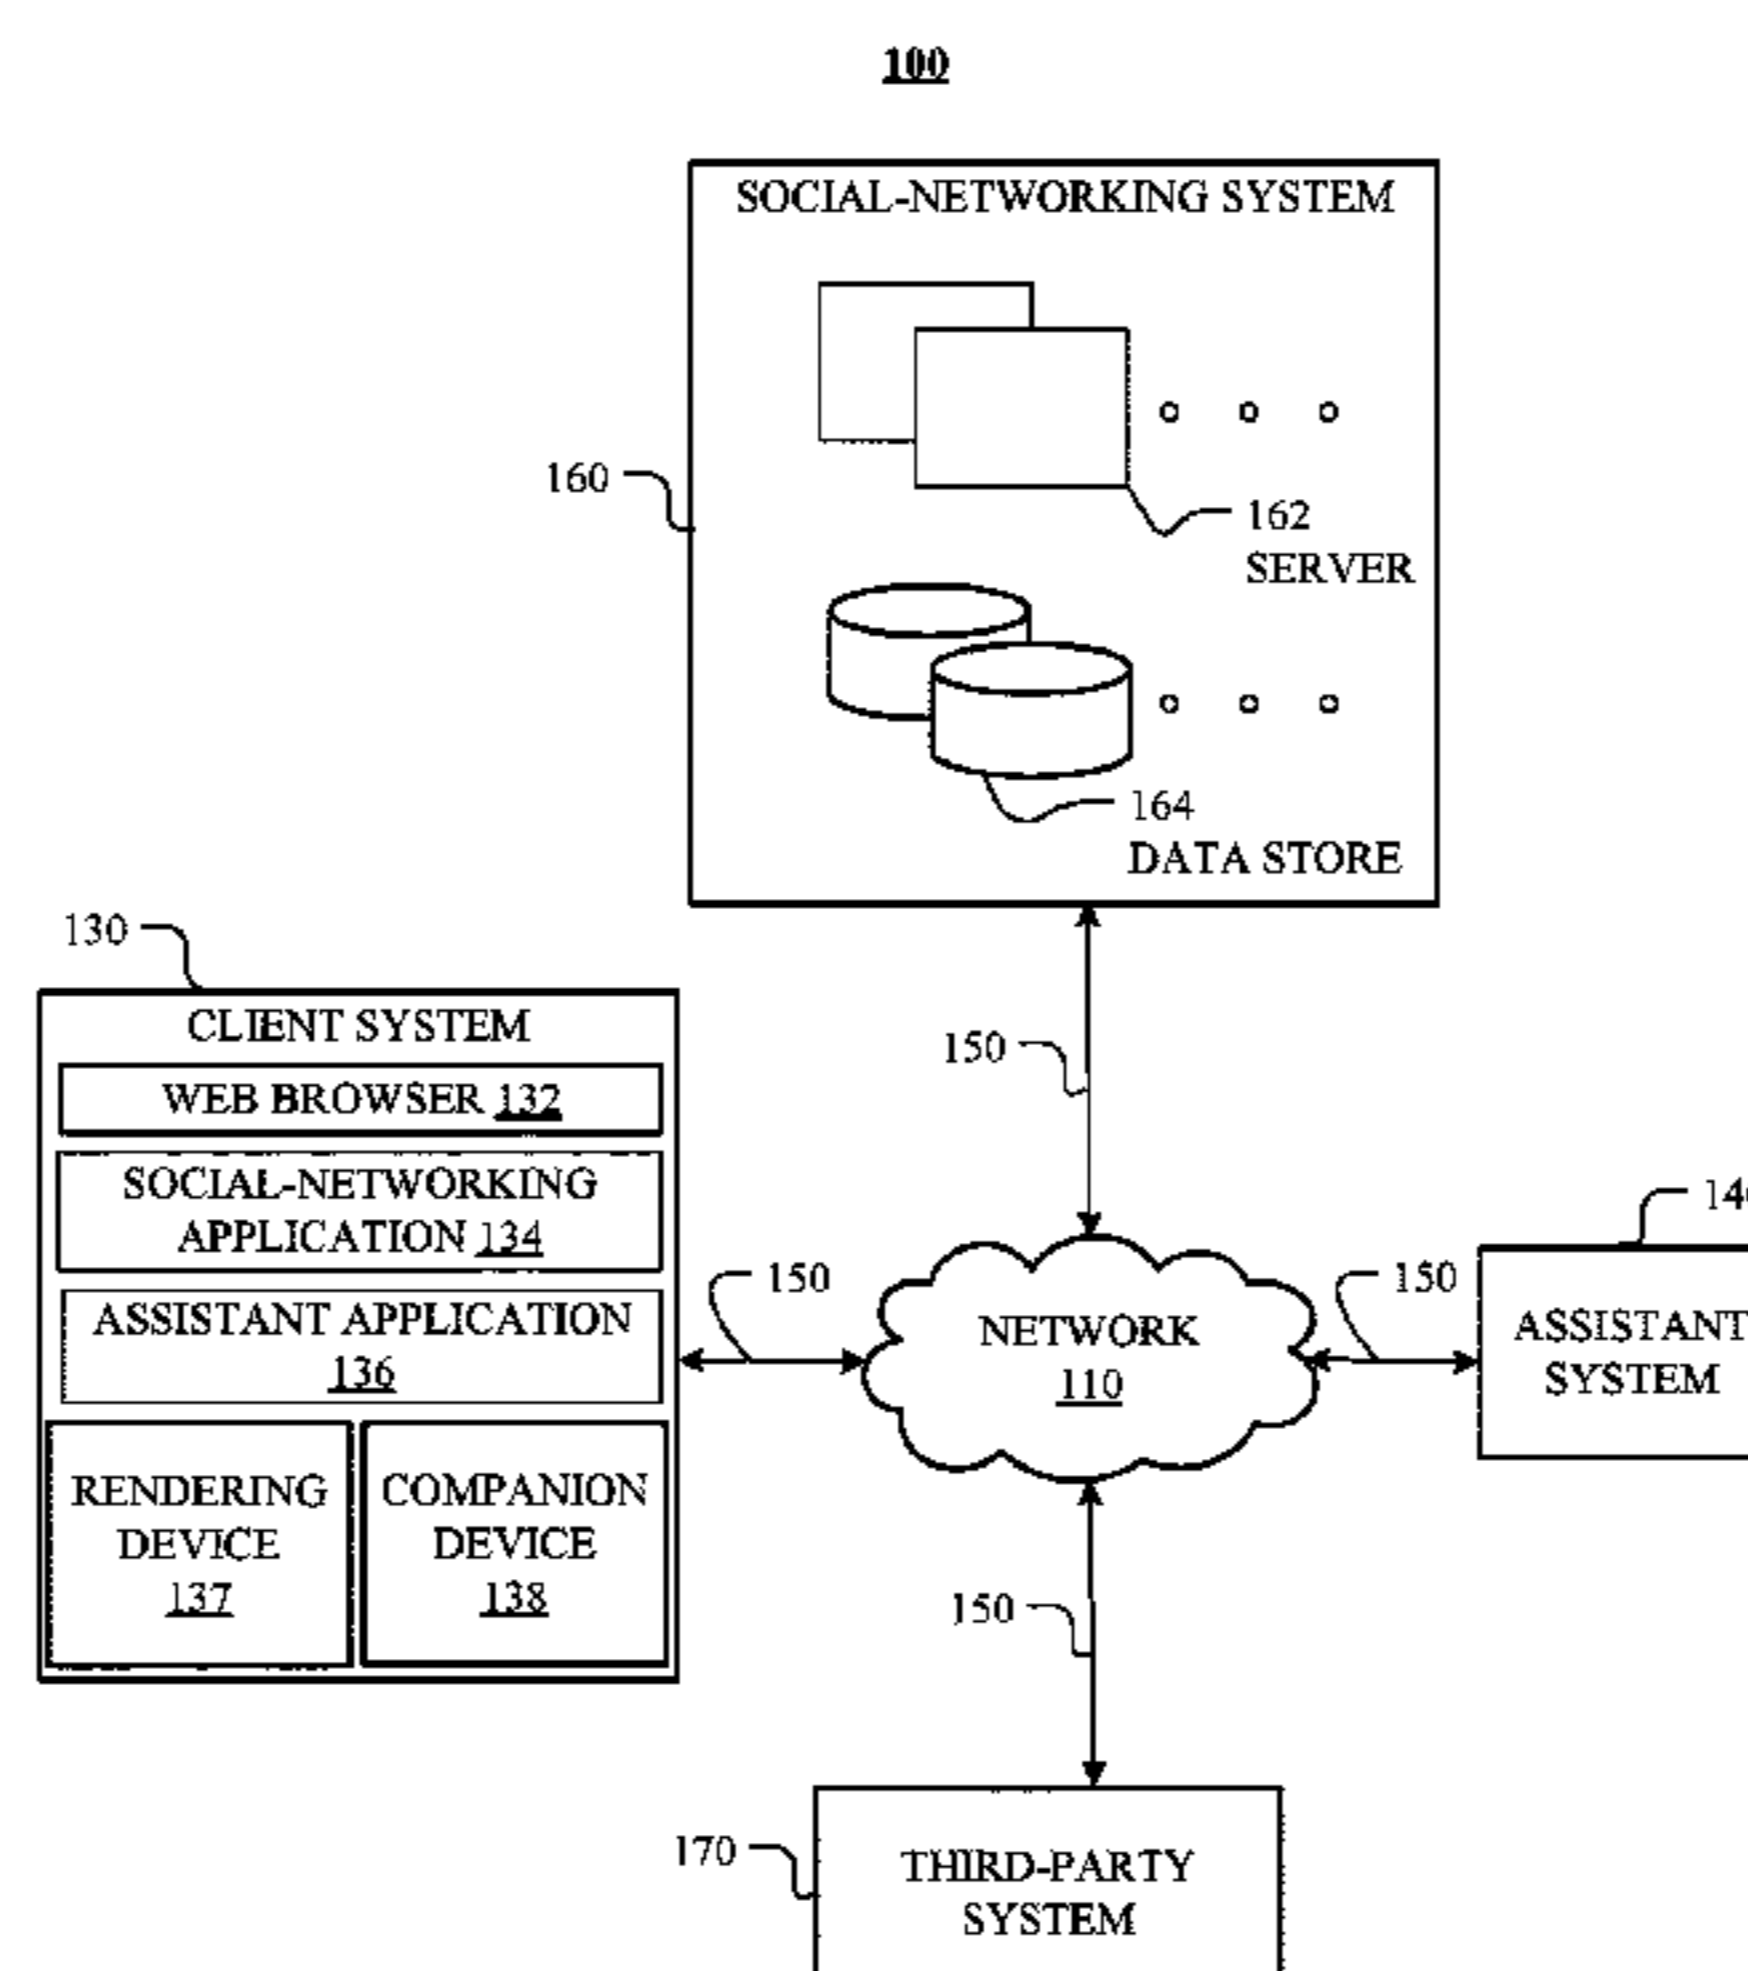 100
SOCIAL-NETWORKING SYSTEM
160
162
SERVER
164
DATA STORE
130
CLIENT SYSTEM
WEB BROWSER 132
SOCIAL-NETWORKING
APPLICATION 134
ASSISTANT APPLICATION
136
RENDERING
DEVICE
137
COMPANION
DEVICE
138
150
150
NETWORK
110
150
ASSISTANT
SYSTEM
150
170
THIRD-PARTY
SYSTEM